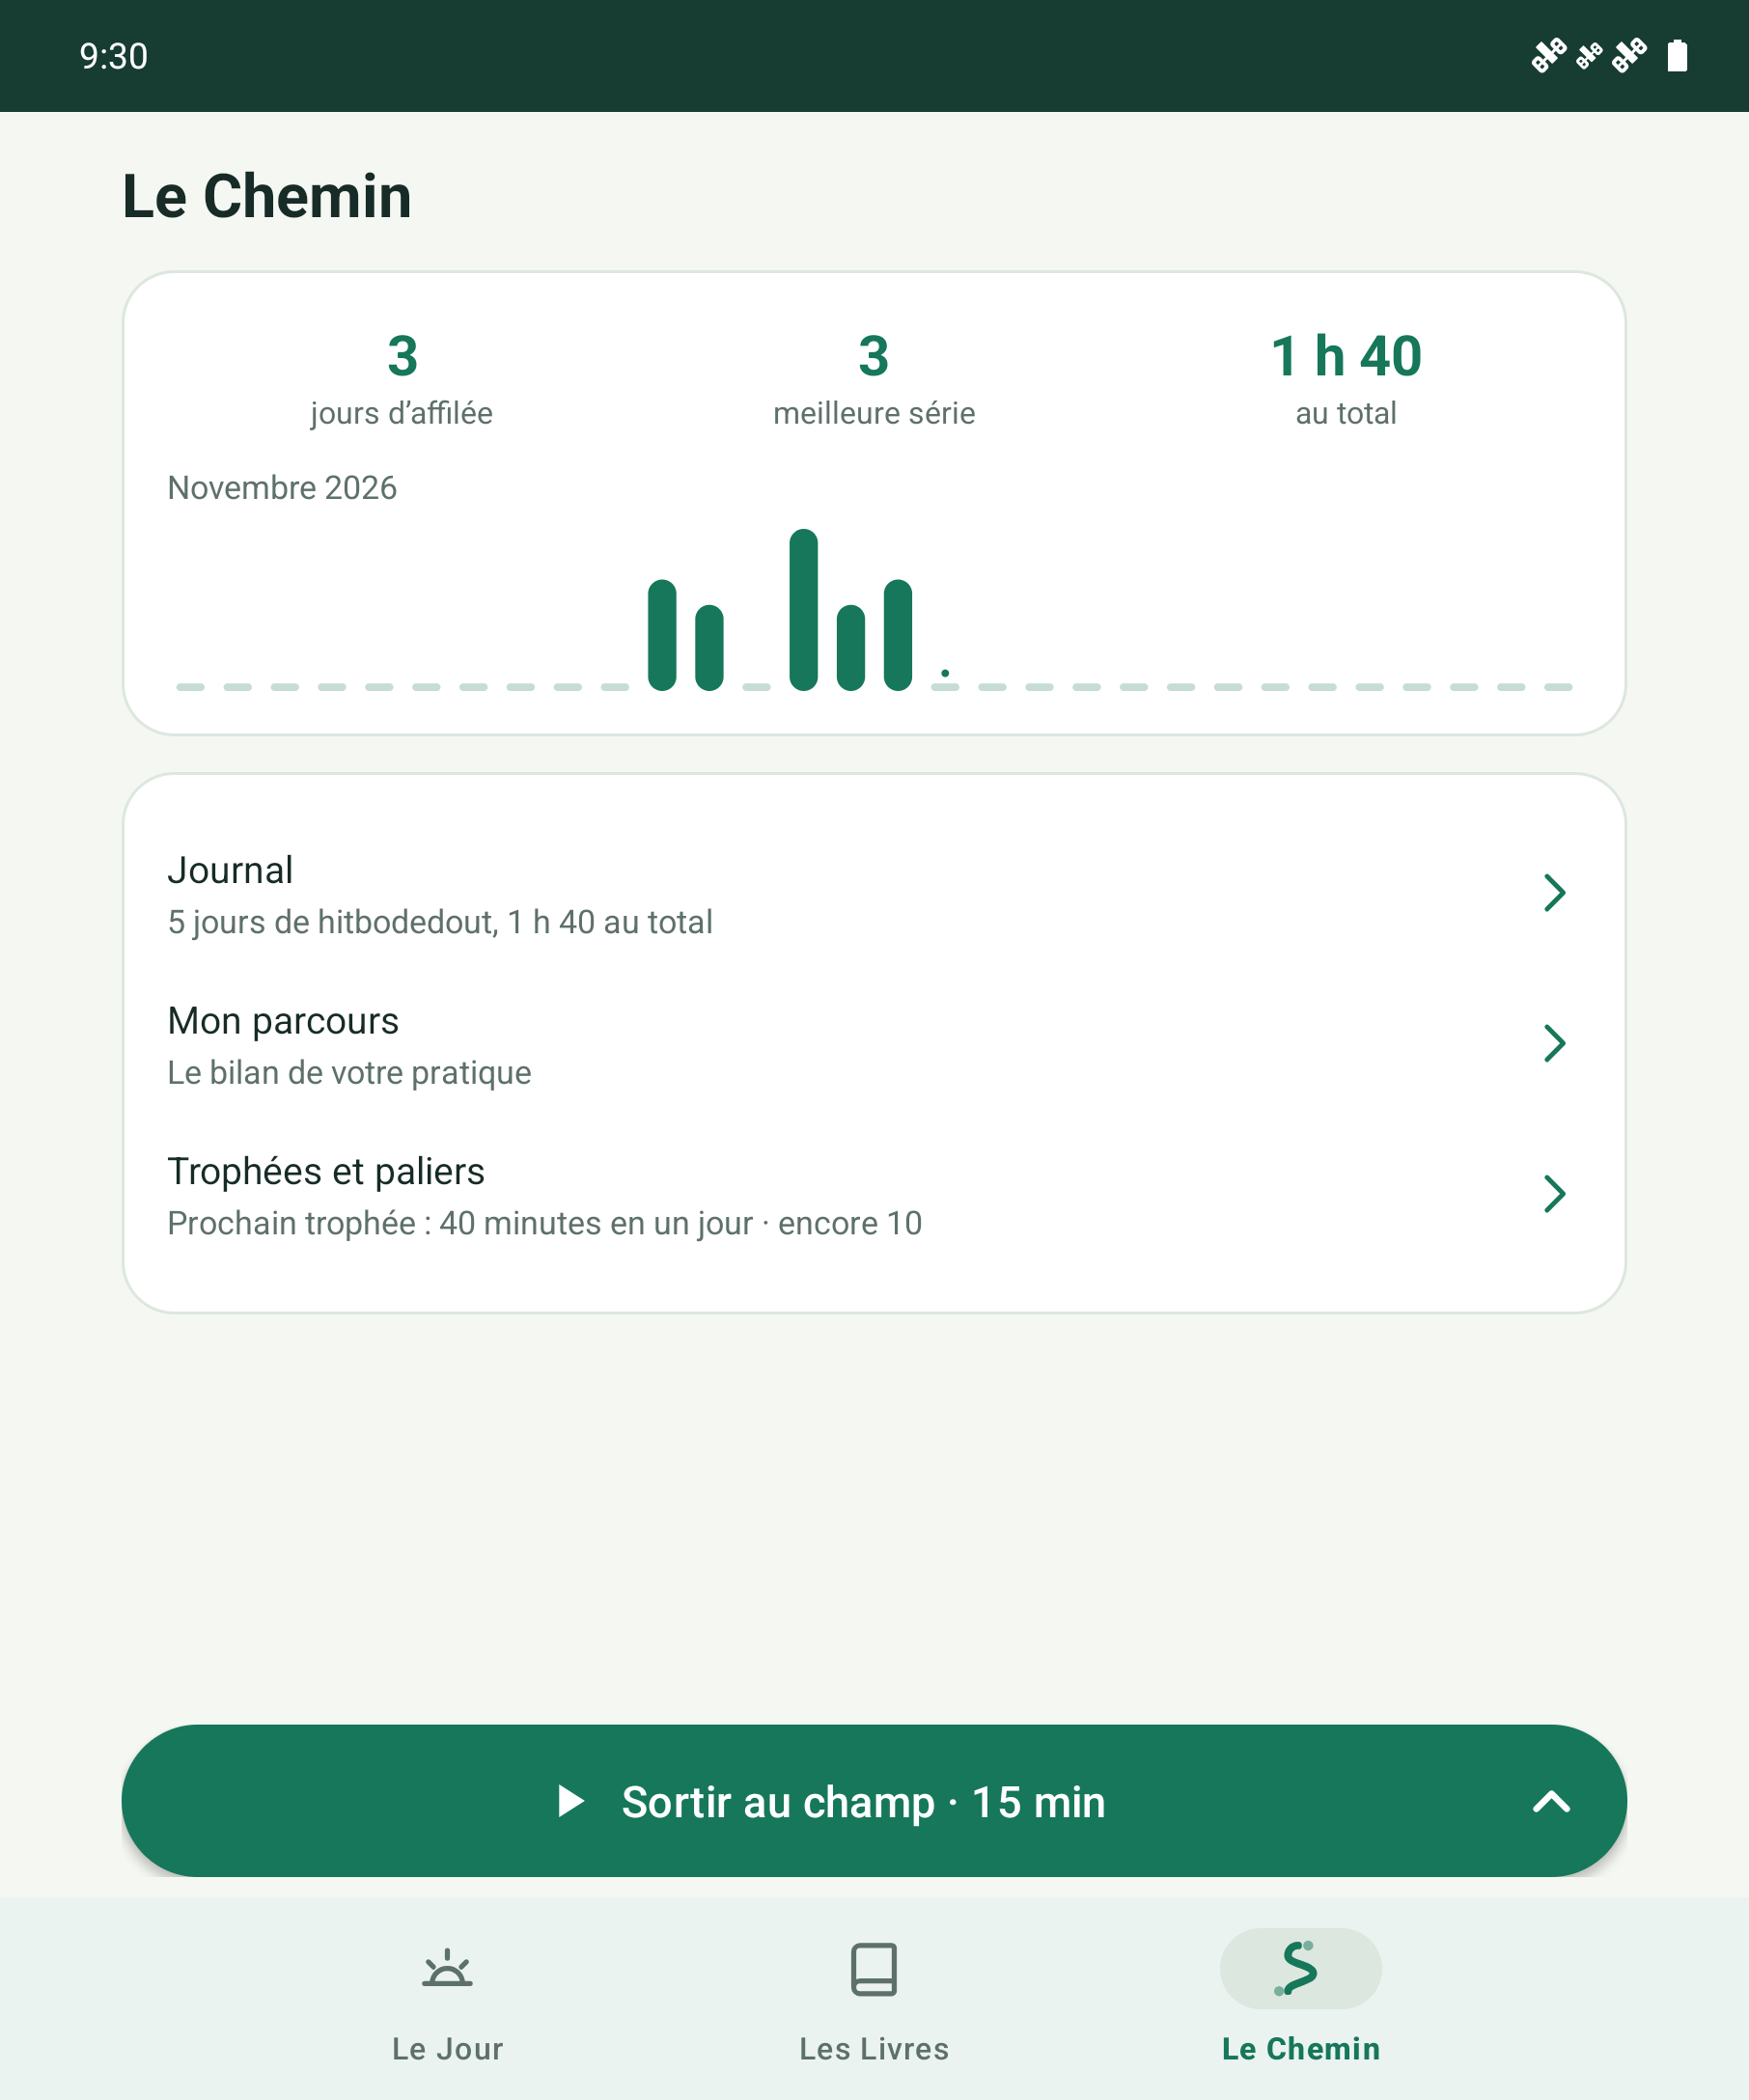 9:30
Le Chemin
3
jours d’affilée
3
meilleure série
1 h 40
au total
Novembre 2026
Journal
5 jours de hitbodedout, 1 h 40 au total
Mon parcours
Le bilan de votre pratique
Trophées et paliers
Prochain trophée : 40 minutes en un jour · encore 10
Sortir au champ · 15 min
Le Jour
Les Livres
Le Chemin